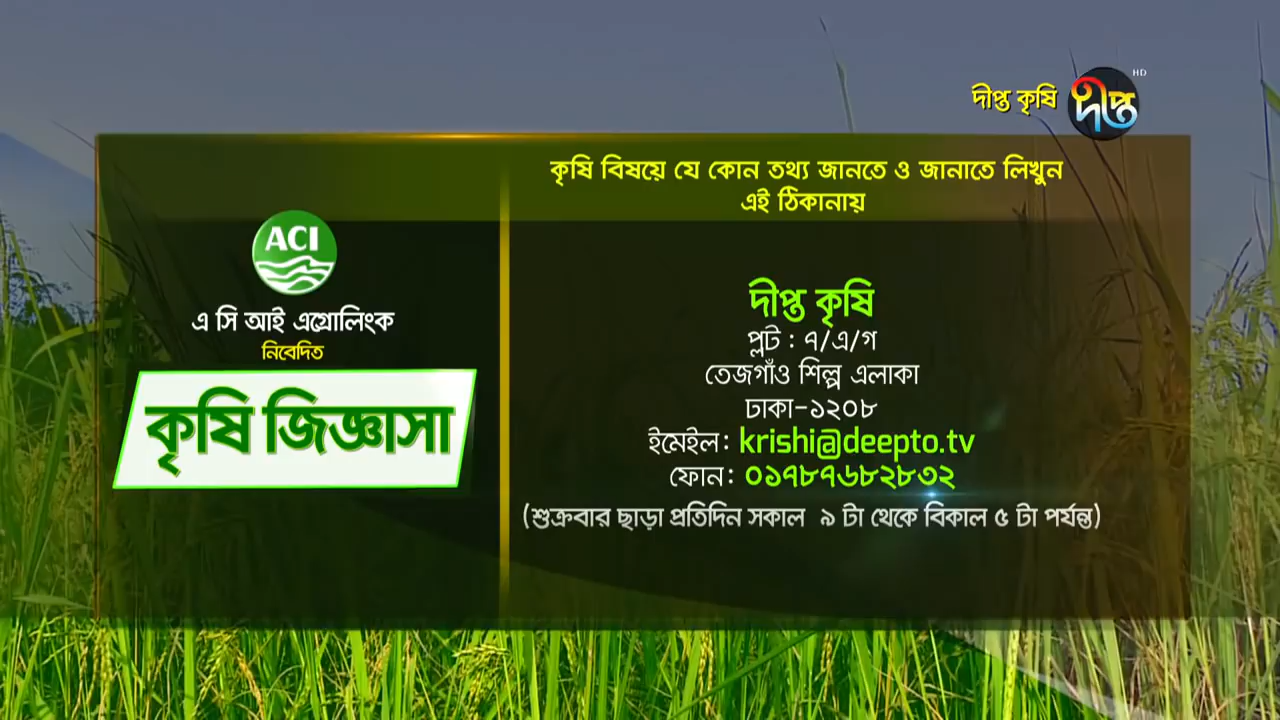 দীপ্ত কৃষি
দীপ্ত
HD
কৃষি বিষয়ে যে কোন তথ্য জানতে ও জানাতে লিখুন
এই ঠিকানায়
ACI
এ সি আই এগ্রোলিংক
নিবেদিত
কৃষি জিজ্ঞাসা
দীপ্ত কৃষি
প্লট : ৭/এ/গ
তেজগাঁও শিল্প এলাকা
ঢাকা-১২০৮
ইমেইল: krishi@deepto.tv
ফোন: ০১৭৮৭৬৮২৮৩২
(শুক্রবার ছাড়া প্রতিদিন সকাল ৯ টা থেকে বিকাল ৫ টা পর্যন্ত)